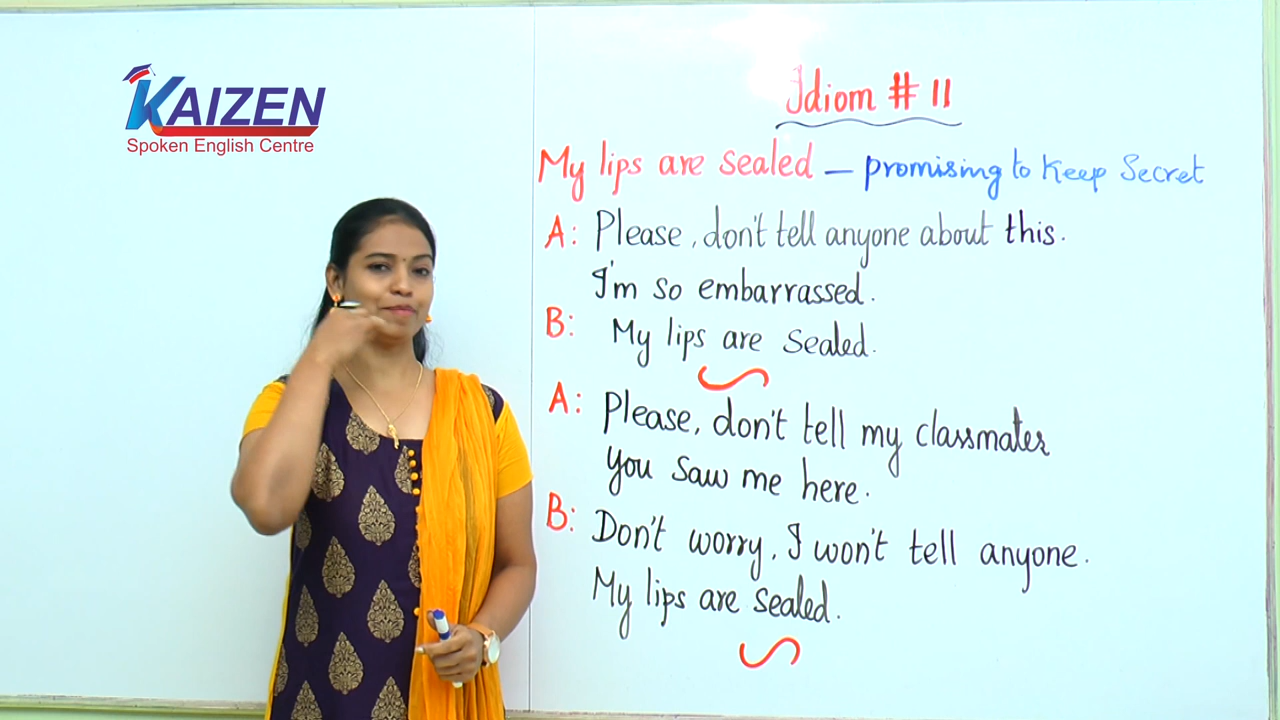 KAIZEN
Spoken English Centre
Idiom # 11
My lips are sealed – promising to keep Secret
A: Please, don't tell anyone about this.
I'm so embarrassed.
B: My lips are sealed.
A: Please, don't tell my classmates
you saw me here.
B: Don't worry, I won't tell anyone.
My lips are sealed.